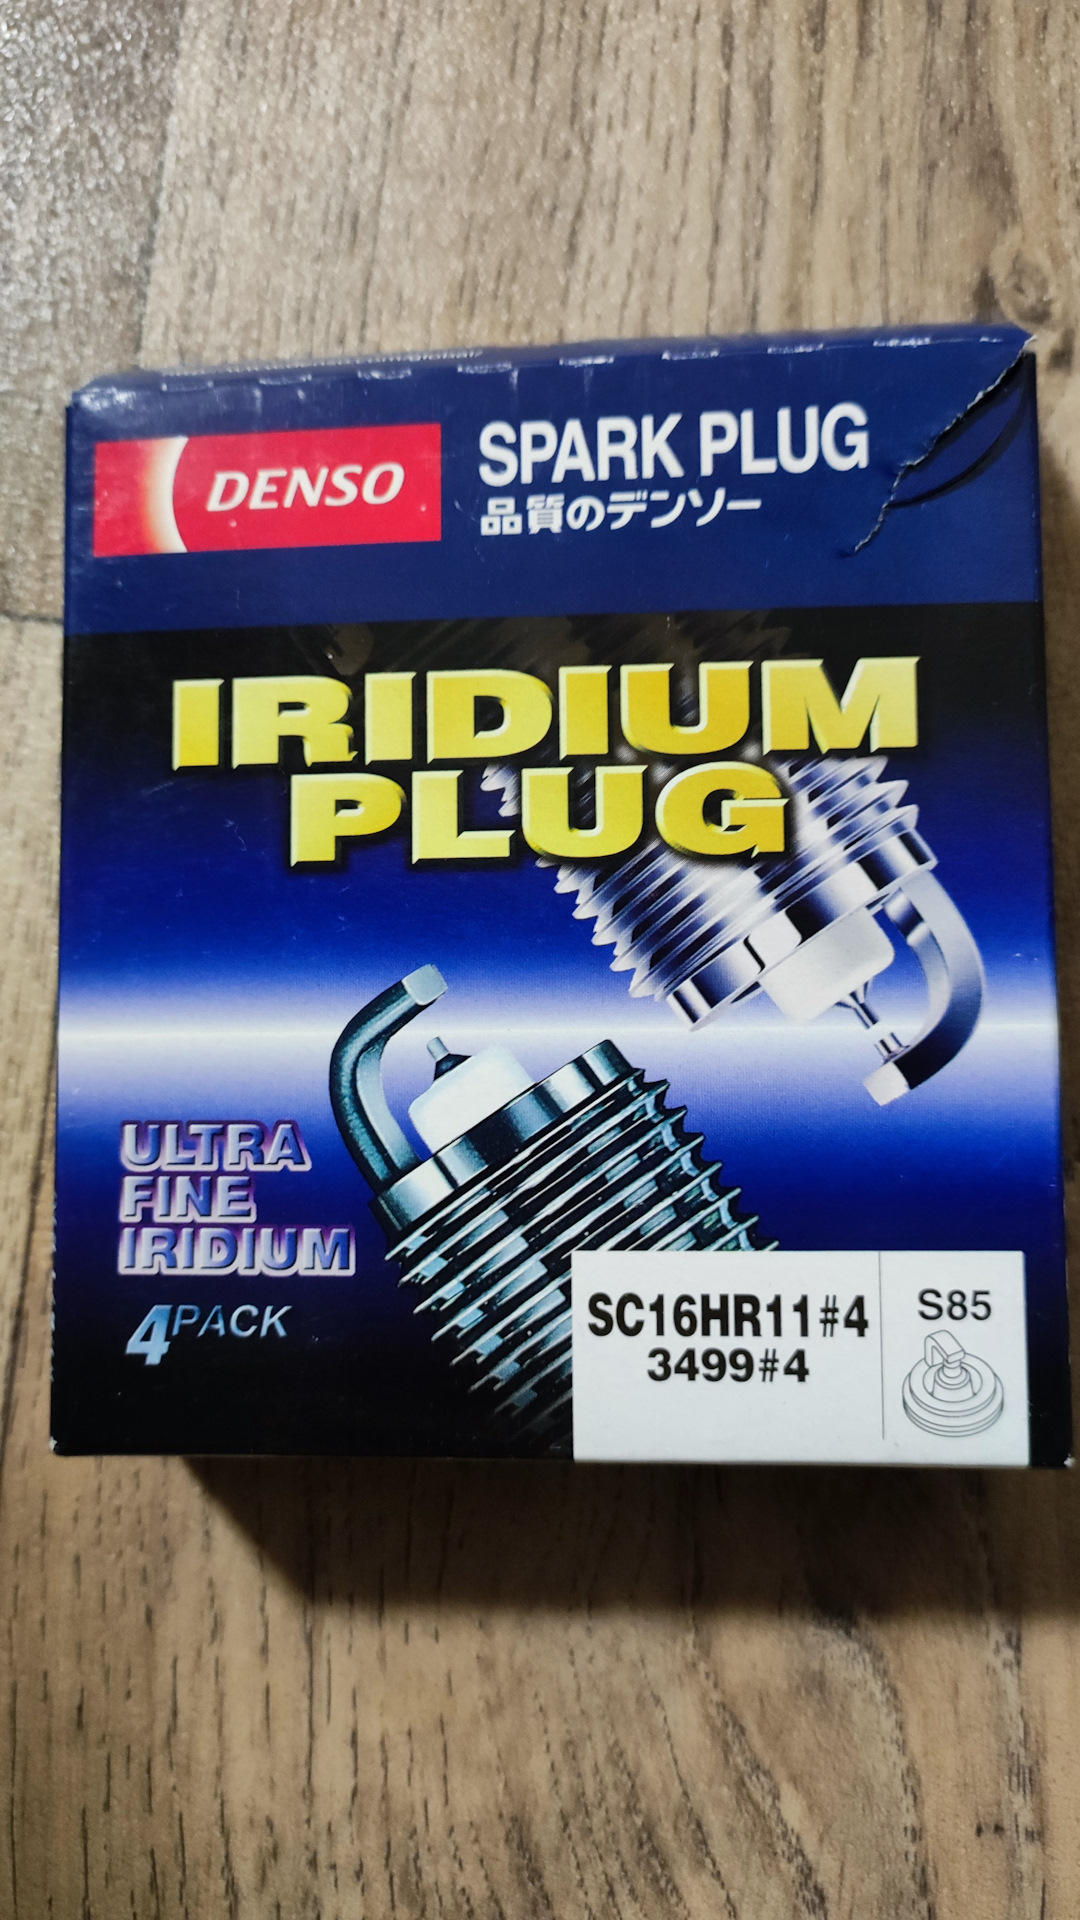 DENSO
SPARK PLUG
品質のデンソー
IRIDIUM
PLUG
ULTRA
FINE
IRIDIUM
4PACK
SC16HR11#4
3499#4
S85